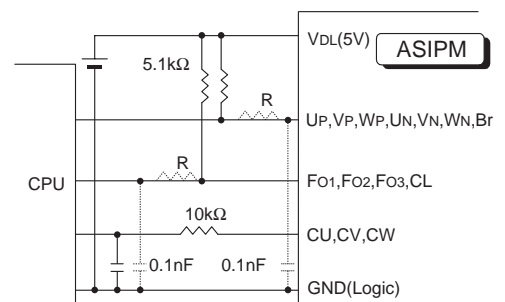 VDL(5V)
ASIPM
5.1kΩ
R
UP,VP,WP,UN,VN,WN,Br
R
CPU
FO1,FO2,FO3,CL
10kΩ
CU,CV,CW
0.1nF
0.1nF
GND(Logic)